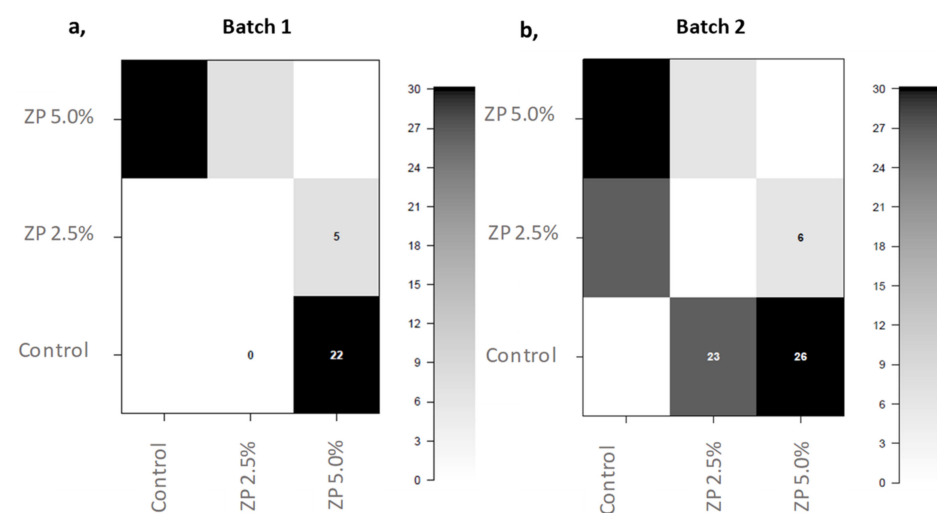 a,
Batch 1
ZP 5.0%
ZP 2.5%
Control
5
0
22
Control
ZP 2.5%
ZP 5.0%
30
27
24
21
18
15
12
9
6
3
0
b,
Batch 2
ZP 5.0%
ZP 2.5%
Control
6
23
26
Control
ZP 2.5%
ZP 5.0%
30
27
24
21
18
15
12
9
6
3
0